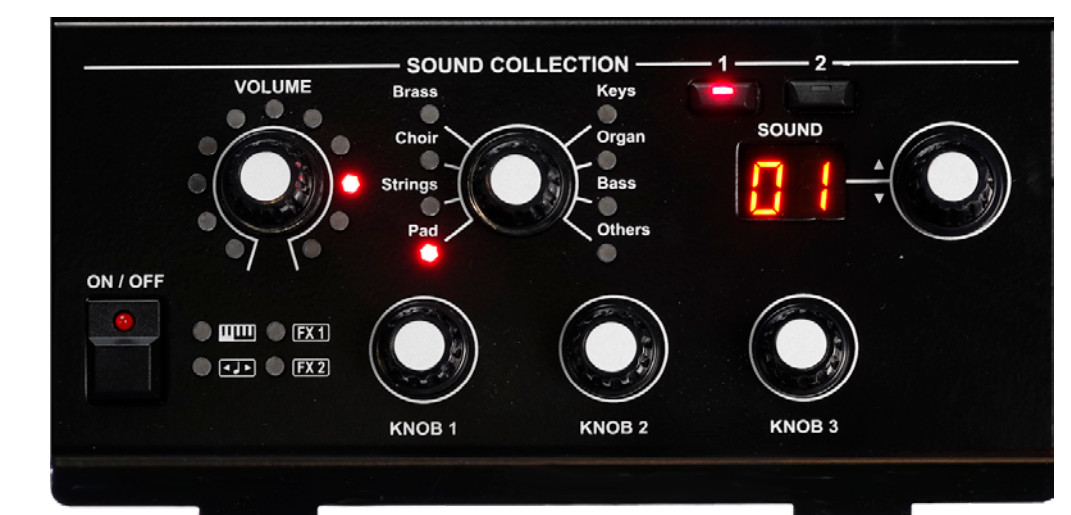 SOUND COLLECTION 1 2
VOLUME
Brass Keys
Choir Organ
Strings Bass
Pad Others
SOUND
01
▲
▼
ON / OFF
FX 1
FX 2
KNOB 1 KNOB 2 KNOB 3